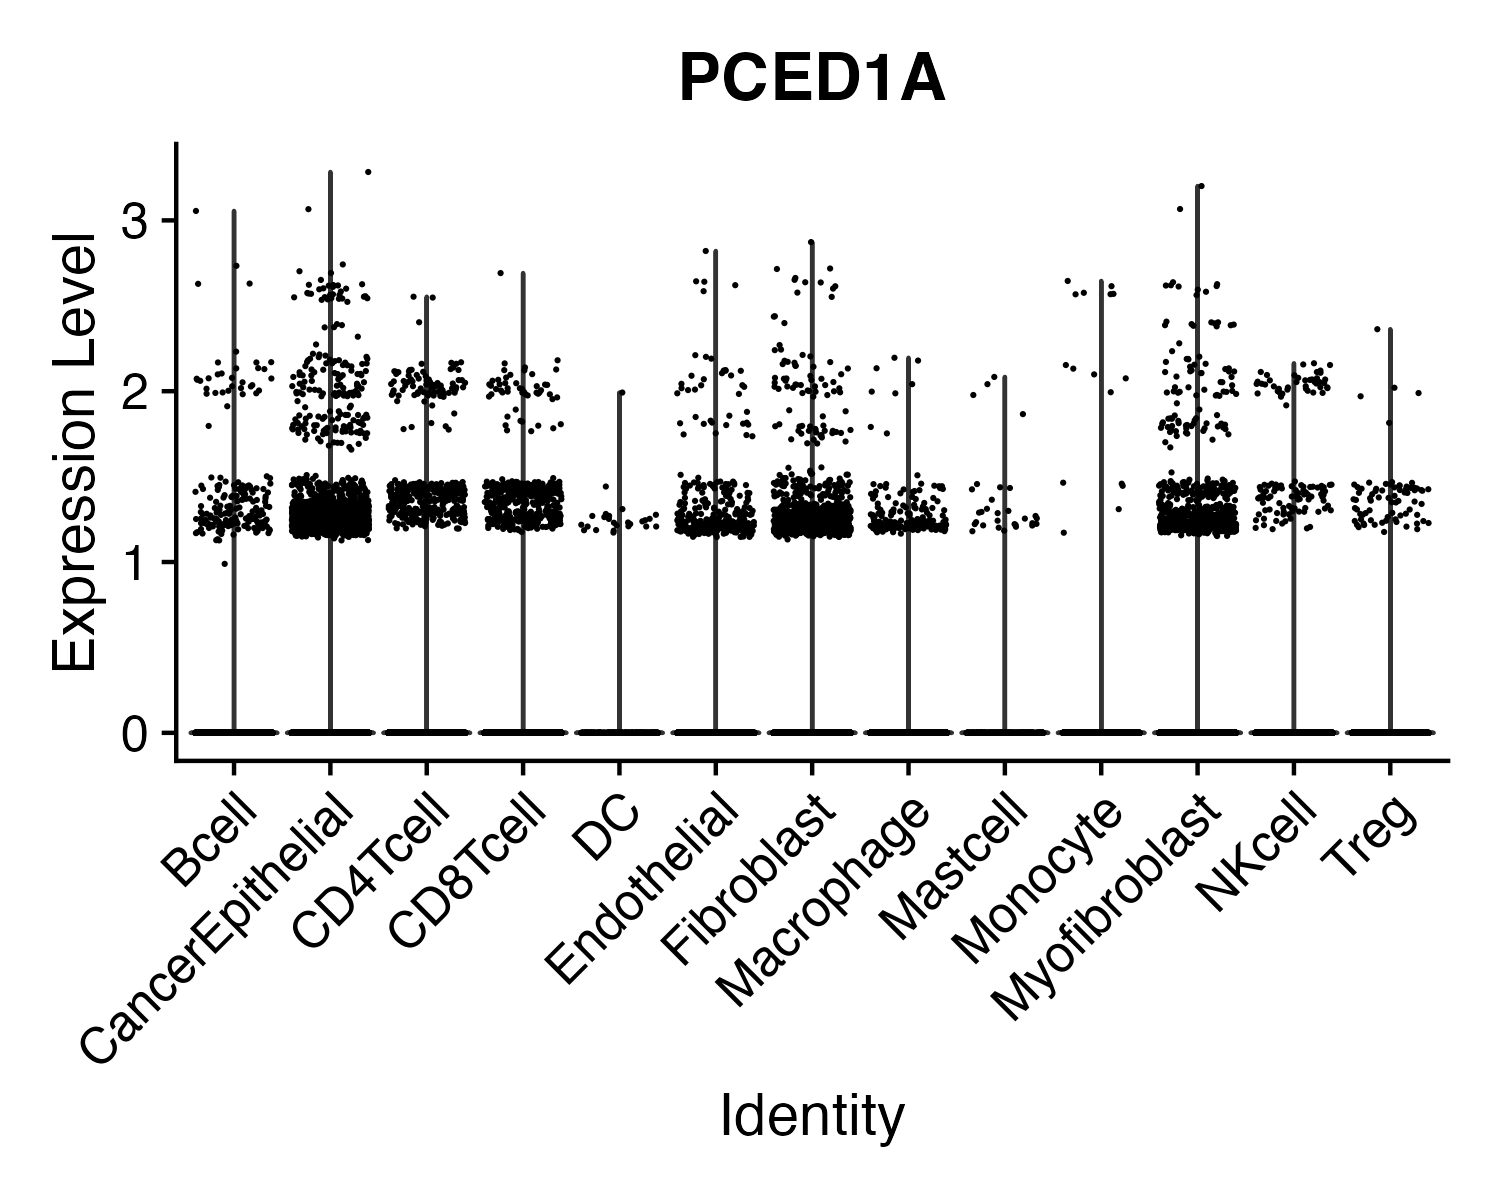 PCED1A
Expression Level
3
2
1
0
Bcell
CancerEpithelial
CD4Tcell
CD8Tcell
DC
Endothelial
Fibroblast
Macrophage
Mastcell
Monocyte
Myofibroblast
NKcell
Treg
Identity